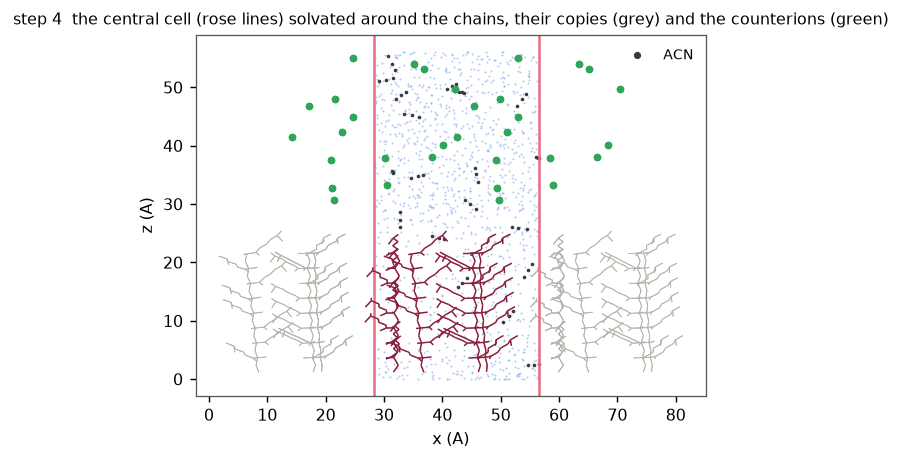 step 4  the central cell (rose lines) solvated around the chains, their copies (grey) and the counterions (green)
ACN
50
40
30
20
10
0
z (A)
0 10 20 30 40 50 60 70 80
x (A)